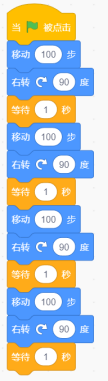 当 被点击
移动 100 步
右转 90 度
等待 1 秒
移动 100 步
右转 90 度
等待 1 秒
移动 100 步
右转 90 度
等待 1 秒
移动 100 步
右转 90 度
等待 1 秒